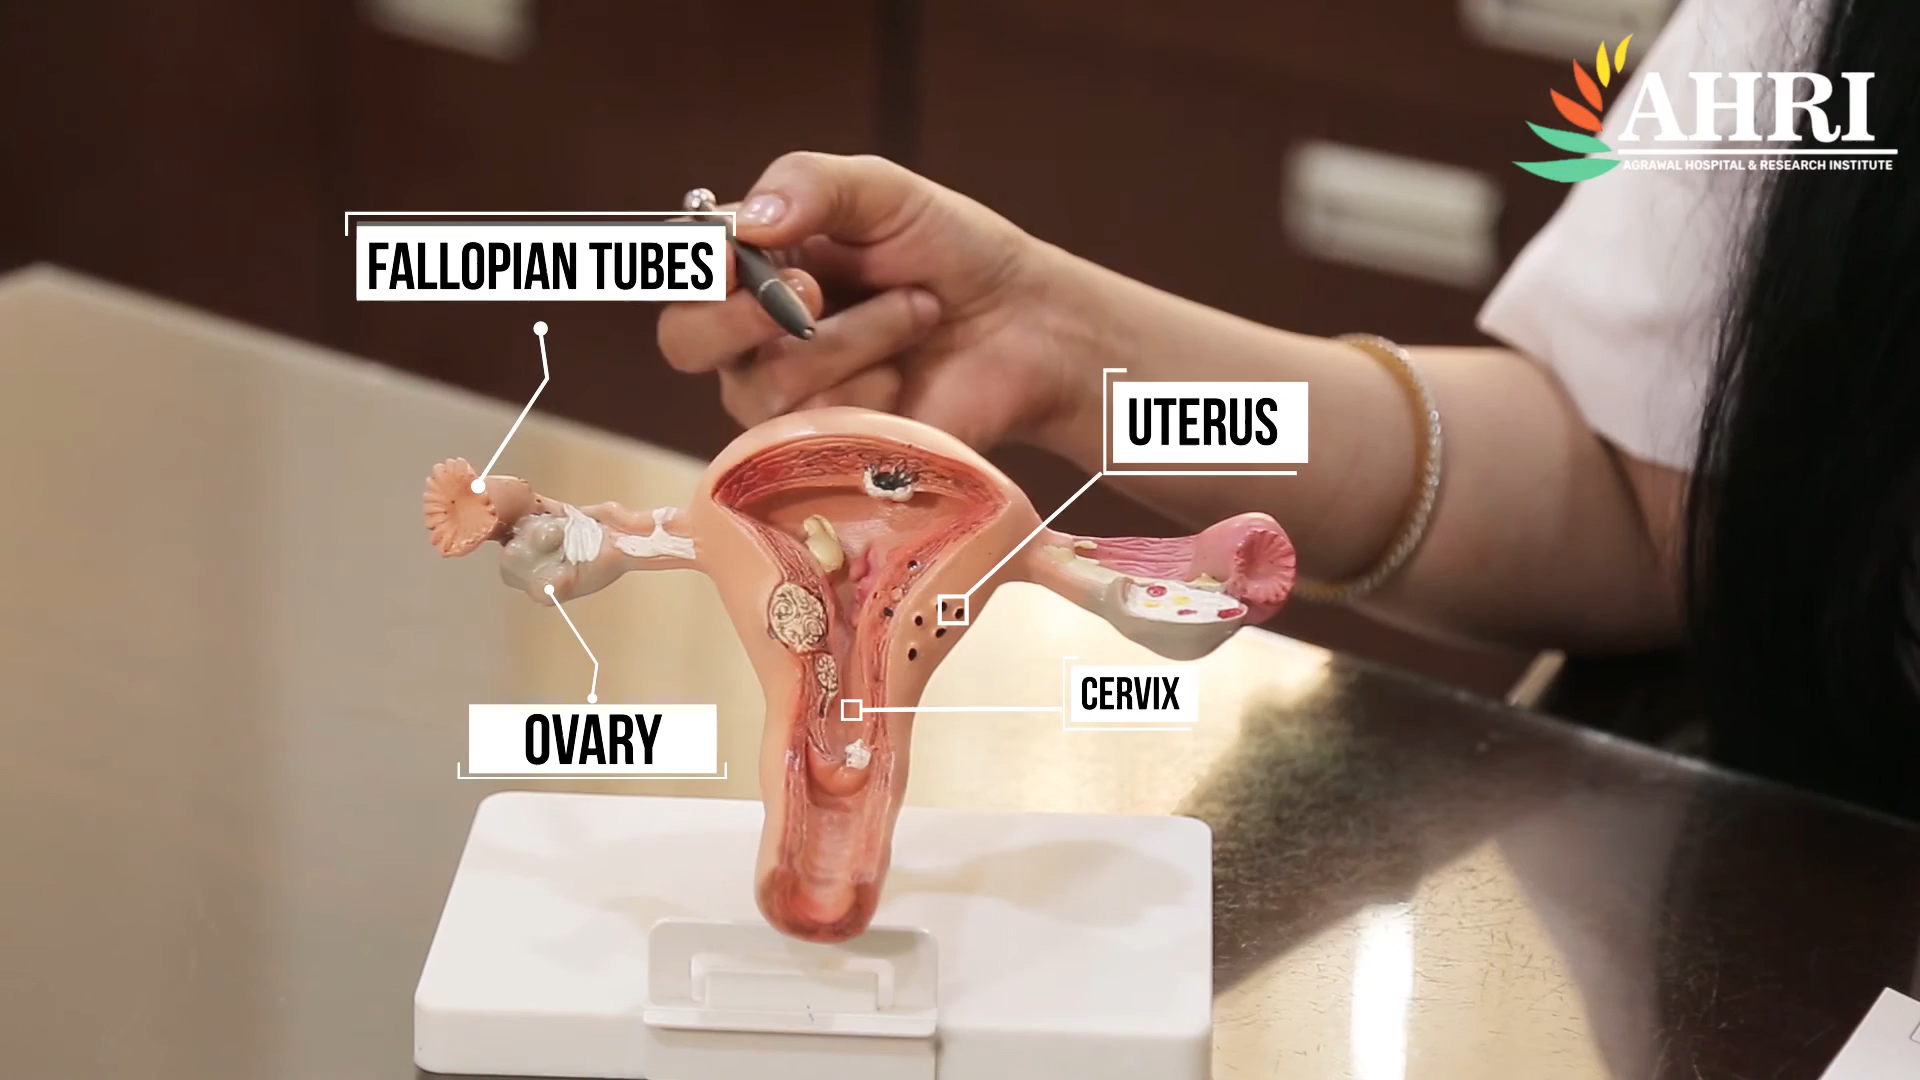 AHRI
AGRAWAL HOSPITAL & RESEARCH INSTITUTE
FALLOPIAN TUBES
UTERUS
CERVIX
OVARY